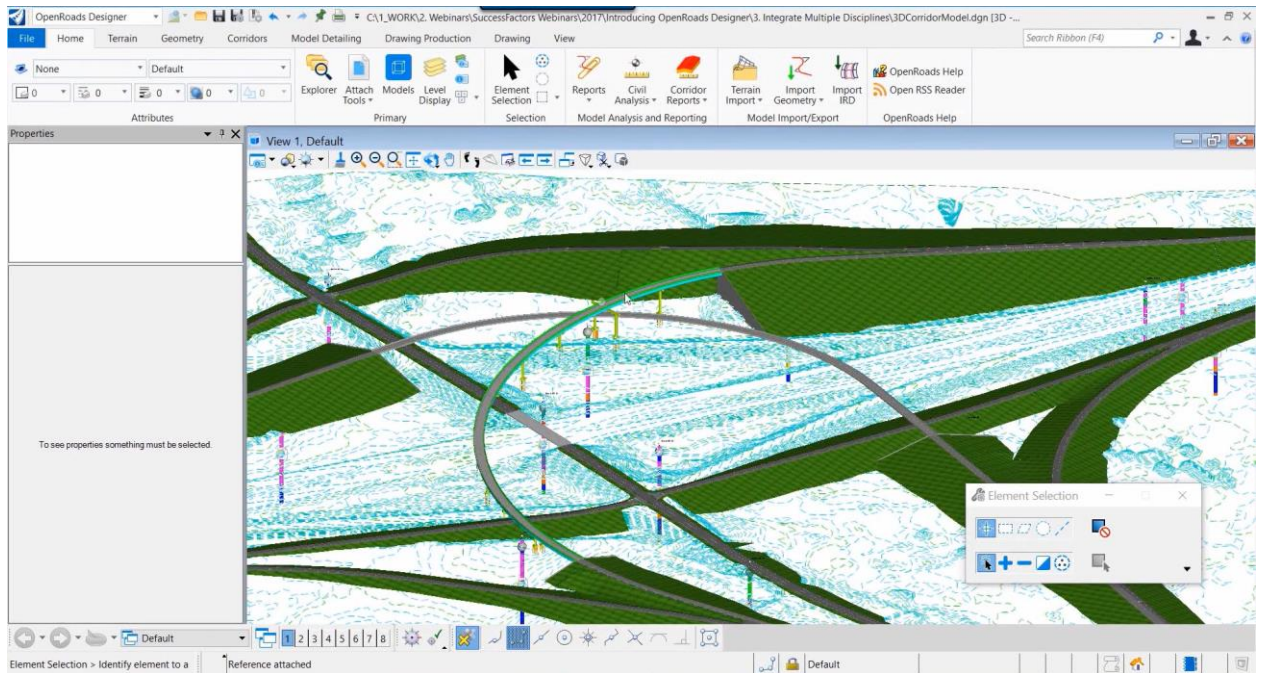 OpenRoads Designer
C:\1_WORK\2. Webinars\SuccessFactors Webinars\2017\Introducing OpenRoads Designer\3. Integrate Multiple Disciplines\3DCorridorModel.dgn [3D -...
File Home Terrain Geometry Corridors Model Detailing Drawing Production Drawing View
Search Ribbon (F4)
None Default
0 0 0 0 0
Explorer Attach Tools Models Level Display
Element Selection
Reports Civil Analysis Corridor Reports
Terrain Import Import Geometry Import IRD
OpenRoads Help
Open RSS Reader
Attributes Primary Selection Model Analysis and Reporting Model Import/Export OpenRoads Help
Properties
View 1, Default
To see properties something must be selected.
Element Selection
Default
1 2 3 4 5 6 7 8
Element Selection > Identify element to a
Reference attached
Default